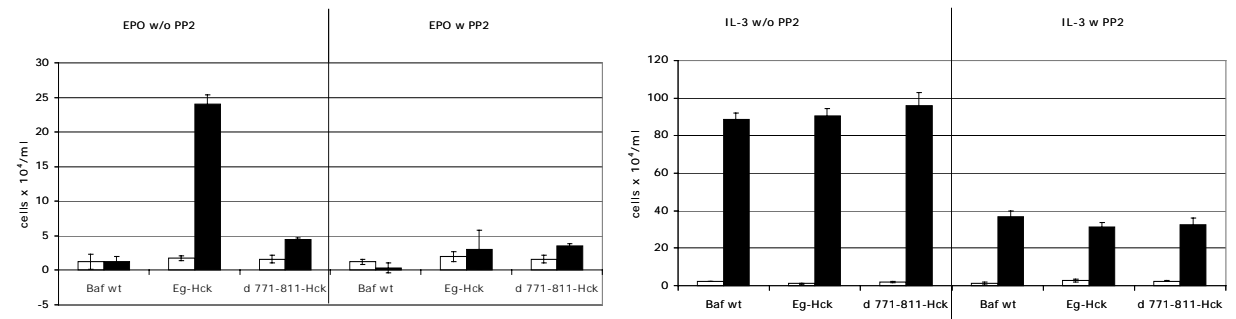 EPO w/o PP2
EPO w PP2
30
25
20
15
10
5
0
-5
cells x 10⁴/ml
Baf wt
Eg-Hck
d 771-811-Hck
Baf wt
Eg-Hck
d 771-811-Hck
IL-3 w/o PP2
IL-3 w PP2
120
100
80
60
40
20
0
cells x 10⁴/ml
Baf wt
Eg-Hck
d 771-811-Hck
Baf wt
Eg-Hck
d 771-811-Hck